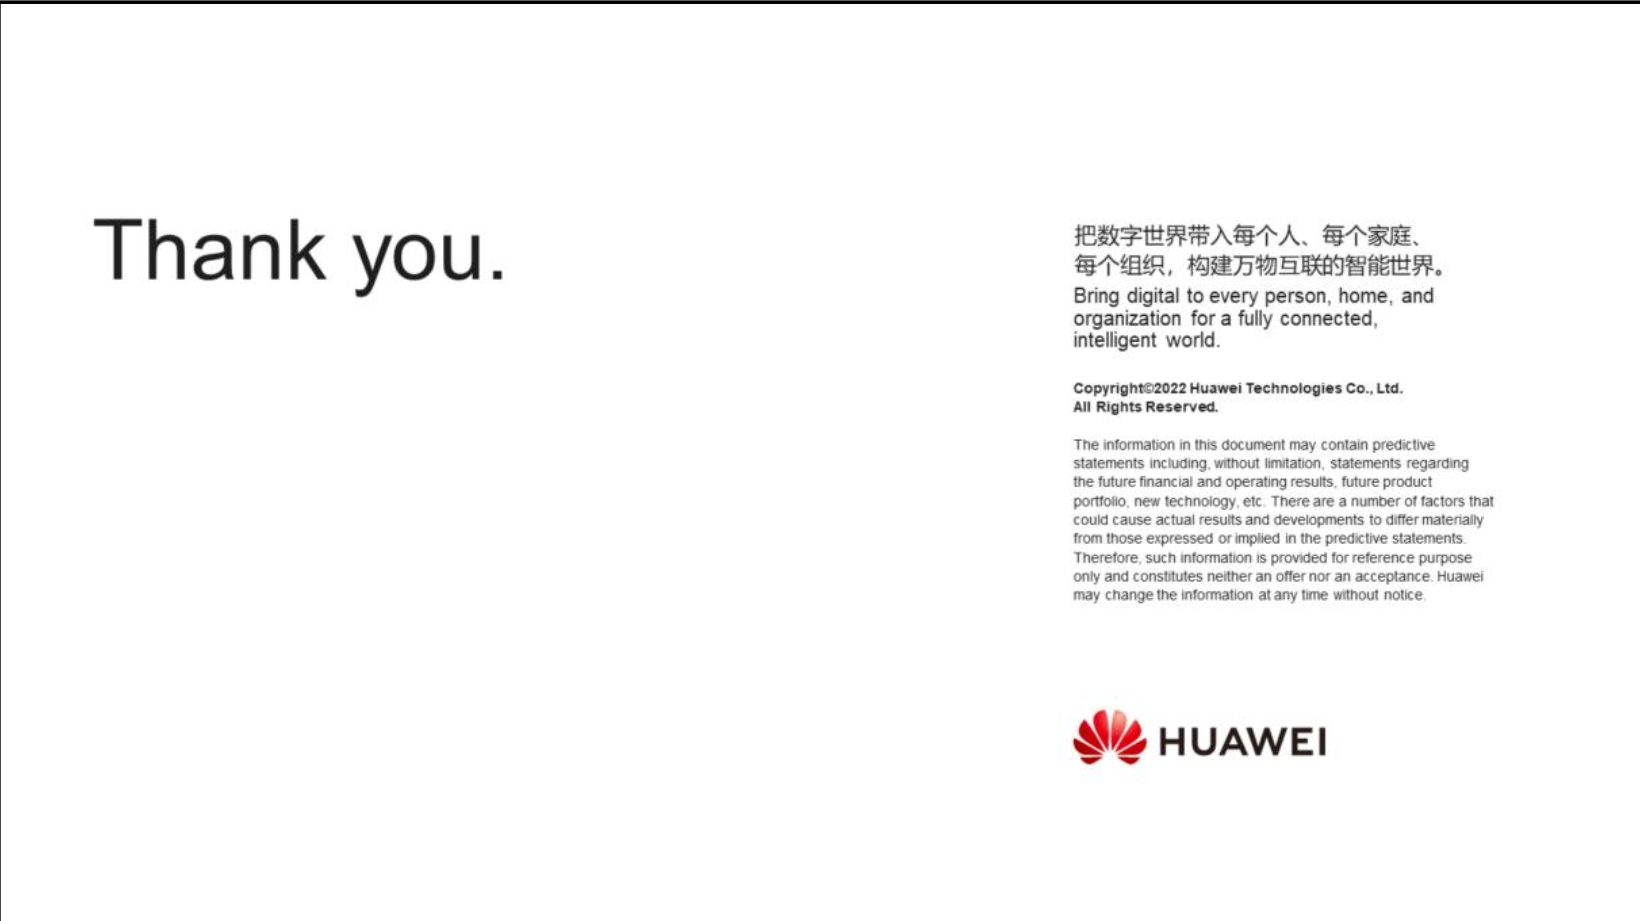 Thank you.
把数字世界带入每个人、每个家庭、
每个组织，构建万物互联的智能世界。
Bring digital to every person, home, and
organization for a fully connected,
intelligent world.
Copyright©2022 Huawei Technologies Co., Ltd.
All Rights Reserved.
The information in this document may contain predictive
statements including, without limitation, statements regarding
the future financial and operating results, future product
portfolio, new technology, etc. There are a number of factors that
could cause actual results and developments to differ materially
from those expressed or implied in the predictive statements.
Therefore, such information is provided for reference purpose
only and constitutes neither an offer nor an acceptance. Huawei
may change the information at any time without notice.
HUAWEI